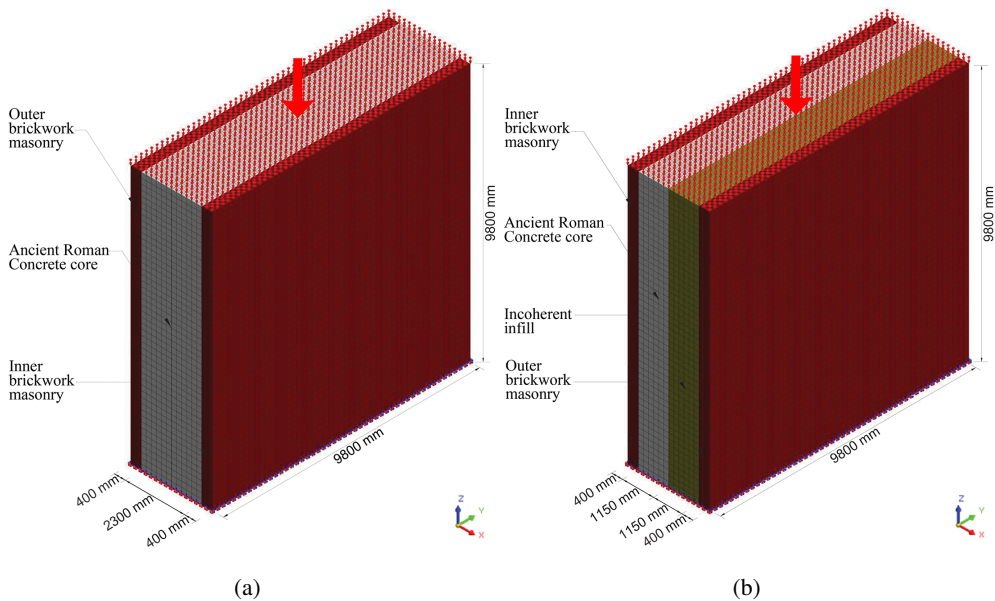 Outer
brickwork
masonry
Ancient Roman
Concrete core
Inner
brickwork
masonry
9800 mm
9800 mm
400 mm
2300 mm
400 mm
Z
Y
X
(a)
Inner
brickwork
masonry
Ancient Roman
Concrete core
Incoherent
infill
Outer
brickwork
masonry
9800 mm
9800 mm
400 mm
1150 mm
1150 mm
400 mm
Z
Y
X
(b)